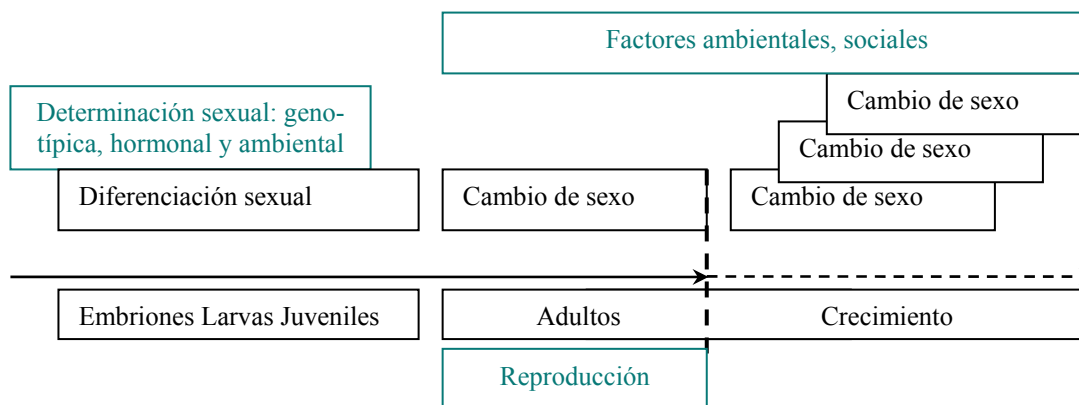 Factores ambientales, sociales
Cambio de sexo
Determinación sexual: geno-
típica, hormonal y ambiental
Cambio de sexo
Diferenciación sexual
Cambio de sexo
Cambio de sexo
Embriones Larvas Juveniles
Adultos
Crecimiento
Reproducción